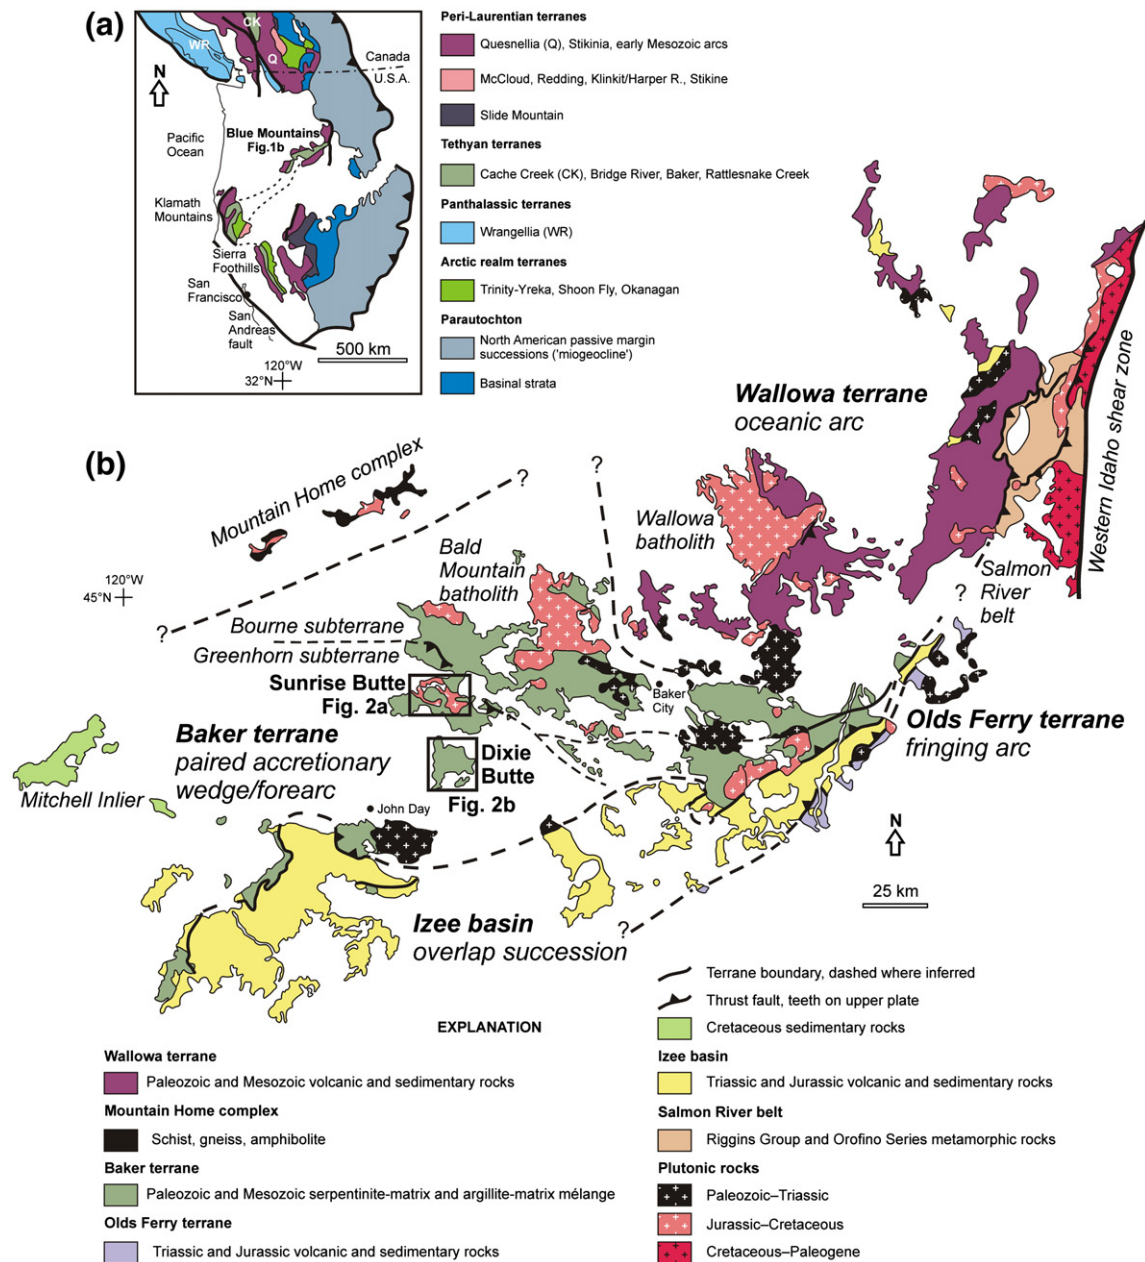 (a)
CK
WR
Q
Canada
U.S.A.
N
Pacific
Ocean
Blue Mountains
Fig.1b
Klamath
Mountains
Sierra
Foothills
San
Francisco
San
Andreas
fault
120°W
32°N
500 km
Peri-Laurentian terranes
Quesnellia (Q), Stikinia, early Mesozoic arcs
McCloud, Redding, Klinkit/Harper R., Stikine
Slide Mountain
Tethyan terranes
Cache Creek (CK), Bridge River, Baker, Rattlesnake Creek
Panthalassic terranes
Wrangellia (WR)
Arctic realm terranes
Trinity-Yreka, Shoon Fly, Okanagan
Parautochton
North American passive margin
successions ('miogeocline')
Basinal strata
(b)
Wallowa terrane
oceanic arc
Mountain Home complex
?
?
?
Wallowa
batholith
Western Idaho shear zone
Salmon
River
belt
?
120°W
45°N
Bald
Mountain
batholith
Bourne subterrane
Greenhorn subterrane
Sunrise Butte
Fig. 2a
Baker
City
Olds Ferry terrane
fringing arc
Baker terrane
paired accretionary
wedge/forearc
Dixie
Butte
Fig. 2b
Mitchell Inlier
John Day
N
25 km
Izee basin
overlap succession
?
Terrane boundary, dashed where inferred
Thrust fault, teeth on upper plate
Cretaceous sedimentary rocks
EXPLANATION
Wallowa terrane
Paleozoic and Mesozoic volcanic and sedimentary rocks
Mountain Home complex
Schist, gneiss, amphibolite
Baker terrane
Paleozoic and Mesozoic serpentinite-matrix and argillite-matrix mélange
Olds Ferry terrane
Triassic and Jurassic volcanic and sedimentary rocks
Izee basin
Triassic and Jurassic volcanic and sedimentary rocks
Salmon River belt
Riggins Group and Orofino Series metamorphic rocks
Plutonic rocks
Paleozoic–Triassic
Jurassic–Cretaceous
Cretaceous–Paleogene